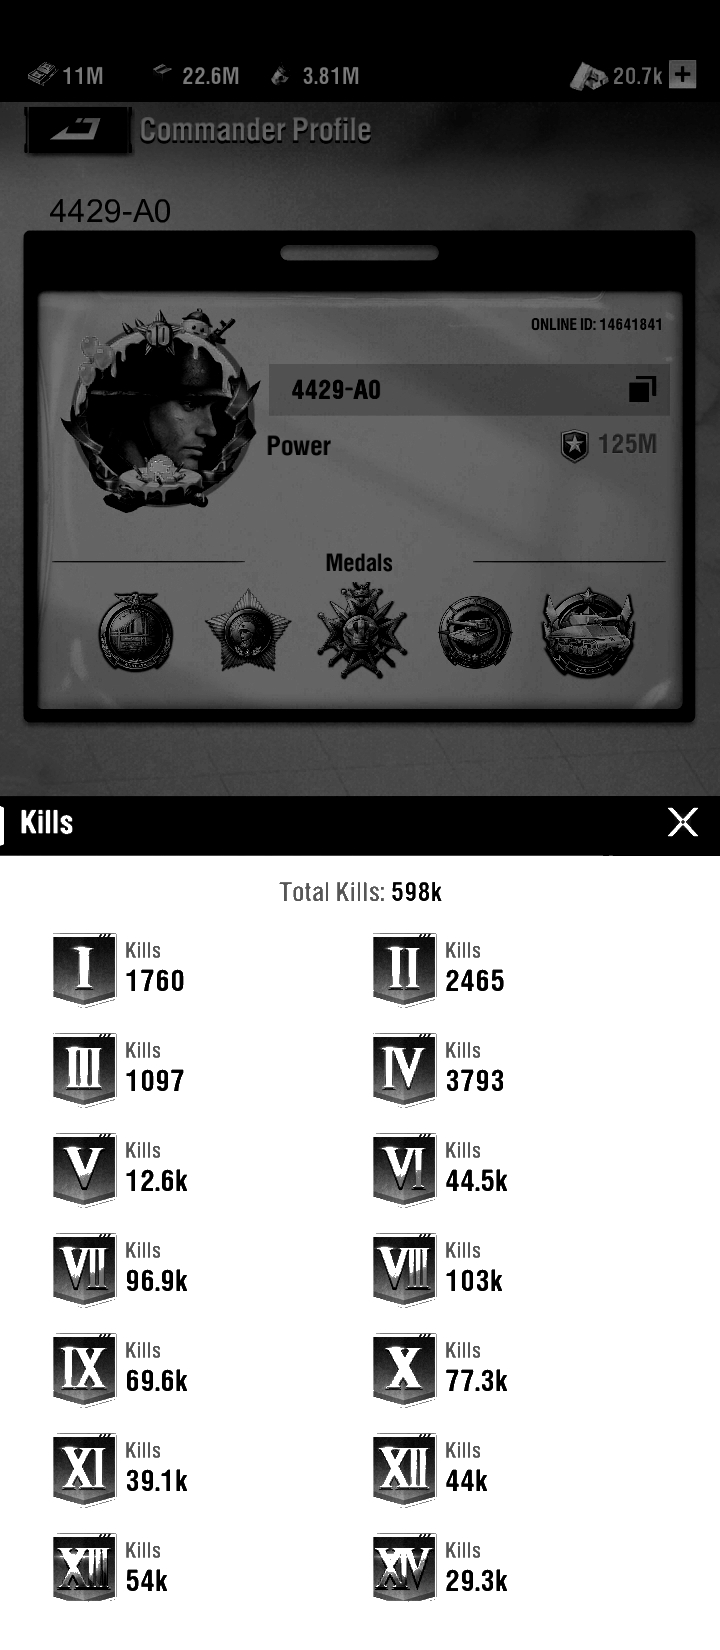 11M 22.6M 3.81M 20.7k
Commander Profile
4429-A0
ONLINE ID: 14641841
10
4429-A0
Power 125M
Medals
Kills
Total Kills: 598k
I Kills 1760
II Kills 2465
III Kills 1097
IV Kills 3793
V Kills 12.6k
VI Kills 44.5k
VII Kills 96.9k
VIII Kills 103k
IX Kills 69.6k
X Kills 77.3k
XI Kills 39.1k
XII Kills 44k
XIII Kills 54k
XIV Kills 29.3k